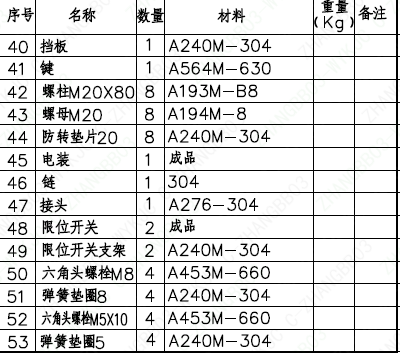 序号 名称 数量 材料 重量(Kg) 备注
40 挡板 1 A240M-304
41 键 1 A564M-630
42 螺柱M20X80 8 A193M-B8
43 螺母M20 8 A194M-8
44 防转垫片20 8 A240M-304
45 电装 1 成品
46 链 1 304
47 接头 1 A276-304
48 限位开关 2 成品
49 限位开关支架 2 A240M-304
50 六角头螺栓M8 4 A453M-660
51 弹簧垫圈8 4 A240M-304
52 六角头螺栓M5X10 4 A453M-660
53 弹簧垫圈5 4 A240M-304